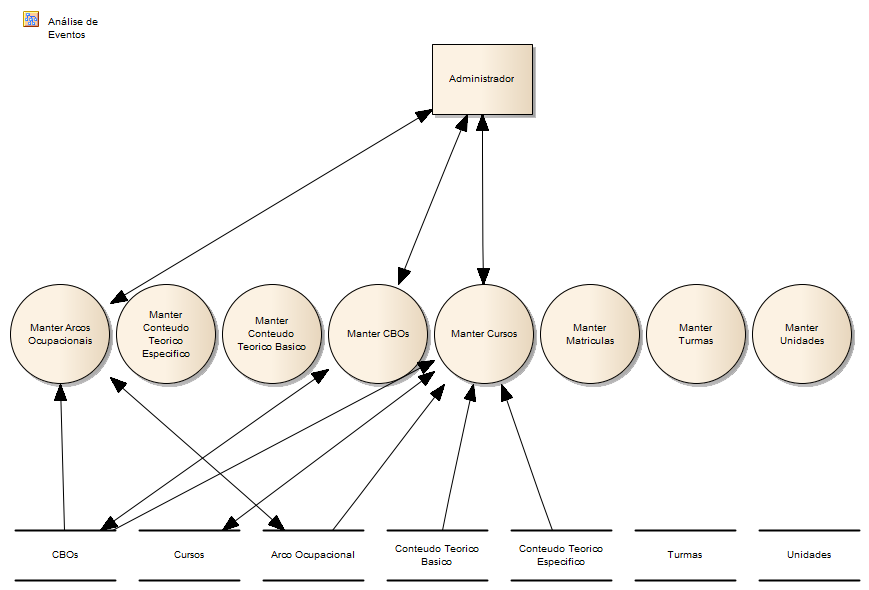 Análise de
Eventos
Administrador
Manter Arcos
Ocupacionais
Manter
Conteudo
Teorico
Especifico
Manter
Conteudo
Teorico Basico
Manter CBOs
Manter Cursos
Manter
Matriculas
Manter
Turmas
Manter
Unidades
CBOs
Cursos
Arco Ocupacional
Conteudo Teorico
Basico
Conteudo Teorico
Especifico
Turmas
Unidades